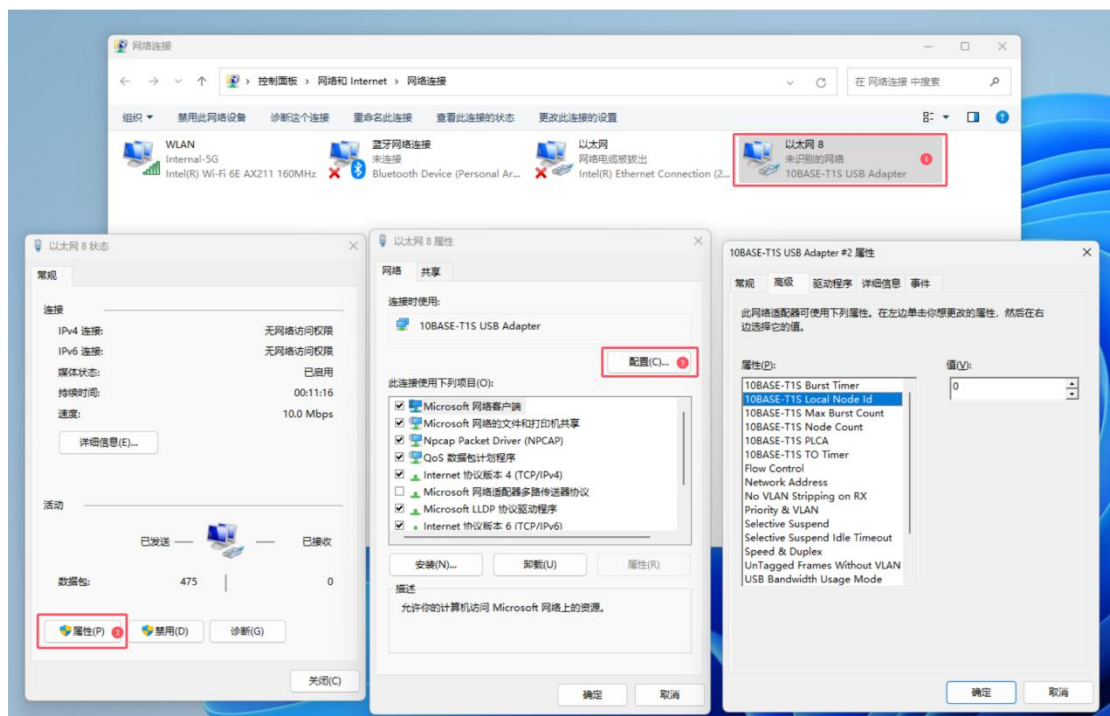 网络连接
控制面板 › 网络和 Internet › 网络连接
在 网络连接 中搜索
组织 禁用此网络设备 诊断这个连接 重命名此连接 查看此连接的状态 更改此连接的设置
WLAN
Internal-5G
Intel(R) Wi-Fi 6E AX211 160MHz
蓝牙网络连接
未连接
Bluetooth Device (Personal Ar...
以太网
网络电缆被拔出
Intel(R) Ethernet Connection (2...
以太网 8
未识别的网络
10BASE-T1S USB Adapter
1
以太网 8 状态
常规
连接
IPv4 连接: 无网络访问权限
IPv6 连接: 无网络访问权限
媒体状态: 已启用
持续时间: 00:11:16
速度: 10.0 Mbps
详细信息(E)...
活动
已发送 — — 已接收
数据包: 475 0
属性(P) 2 禁用(D) 诊断(G)
关闭(C)
以太网 8 属性
网络 共享
连接时使用:
10BASE-T1S USB Adapter
配置(C)... 3
此连接使用下列项目(O):
Microsoft 网络客户端
Microsoft 网络的文件和打印机共享
Npcap Packet Driver (NPCAP)
QoS 数据包计划程序
Internet 协议版本 4 (TCP/IPv4)
Microsoft 网络适配器多路传送器协议
Microsoft LLDP 协议驱动程序
Internet 协议版本 6 (TCP/IPv6)
安装(N)... 卸载(U) 属性(R)
描述
允许你的计算机访问 Microsoft 网络上的资源。
确定 取消
10BASE-T1S USB Adapter #2 属性
常规 高级 驱动程序 详细信息 事件
此网络适配器可使用下列属性。在左边单击你想更改的属性，然后在右
边选择它的值。
属性(P): 值(V):
10BASE-T1S Burst Timer
10BASE-T1S Local Node Id
10BASE-T1S Max Burst Count
10BASE-T1S Node Count
10BASE-T1S PLCA
10BASE-T1S TO Timer
Flow Control
Network Address
No VLAN Stripping on RX
Priority & VLAN
Selective Suspend
Selective Suspend Idle Timeout
Speed & Duplex
UnTagged Frames Without VLAN
USB Bandwidth Usage Mode
0
确定 取消